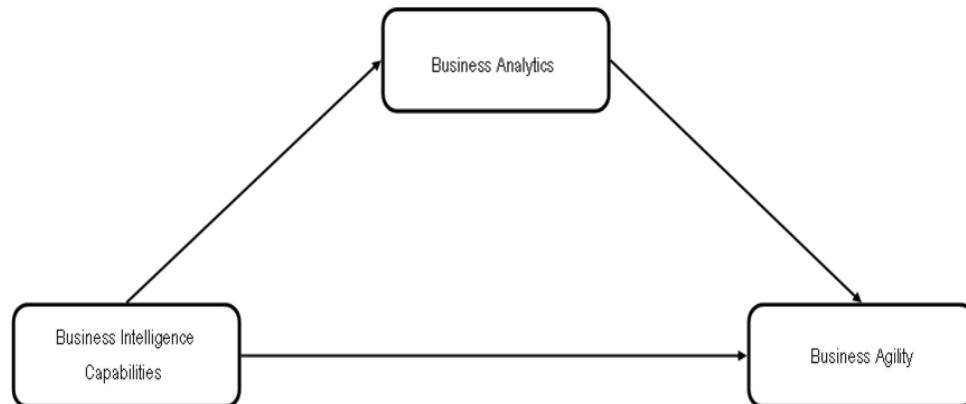 Business Analytics
Business Intelligence
Capabilities
Business Agility